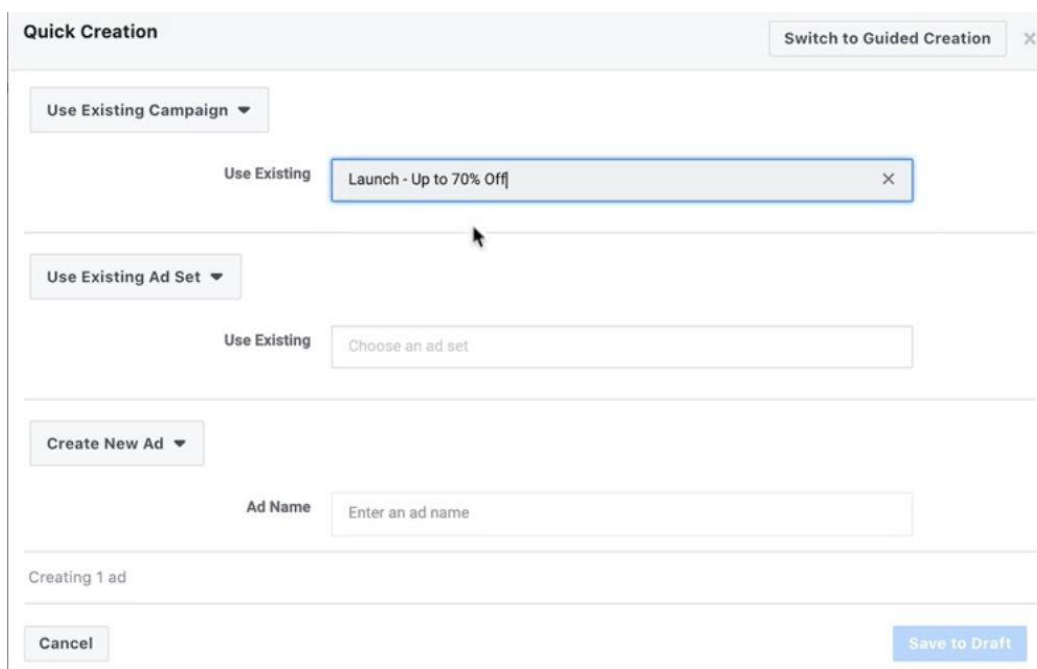 Quick Creation
Switch to Guided Creation
Use Existing Campaign
Use Existing
Launch - Up to 70% Off
Use Existing Ad Set
Use Existing
Choose an ad set
Create New Ad
Ad Name
Enter an ad name
Creating 1 ad
Cancel
Save to Draft